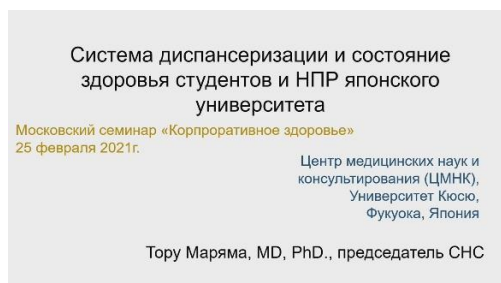 Система диспансеризации и состояние
здоровья студентов и НПР японского
университета
Московский семинар «Корпроративное здоровье»
25 февраля 2021г.
Центр медицинских наук и
консультирования (ЦМНК),
Университет Кюсю,
Фукуока, Япония
Тору Маряма, MD, PhD., председатель СНС